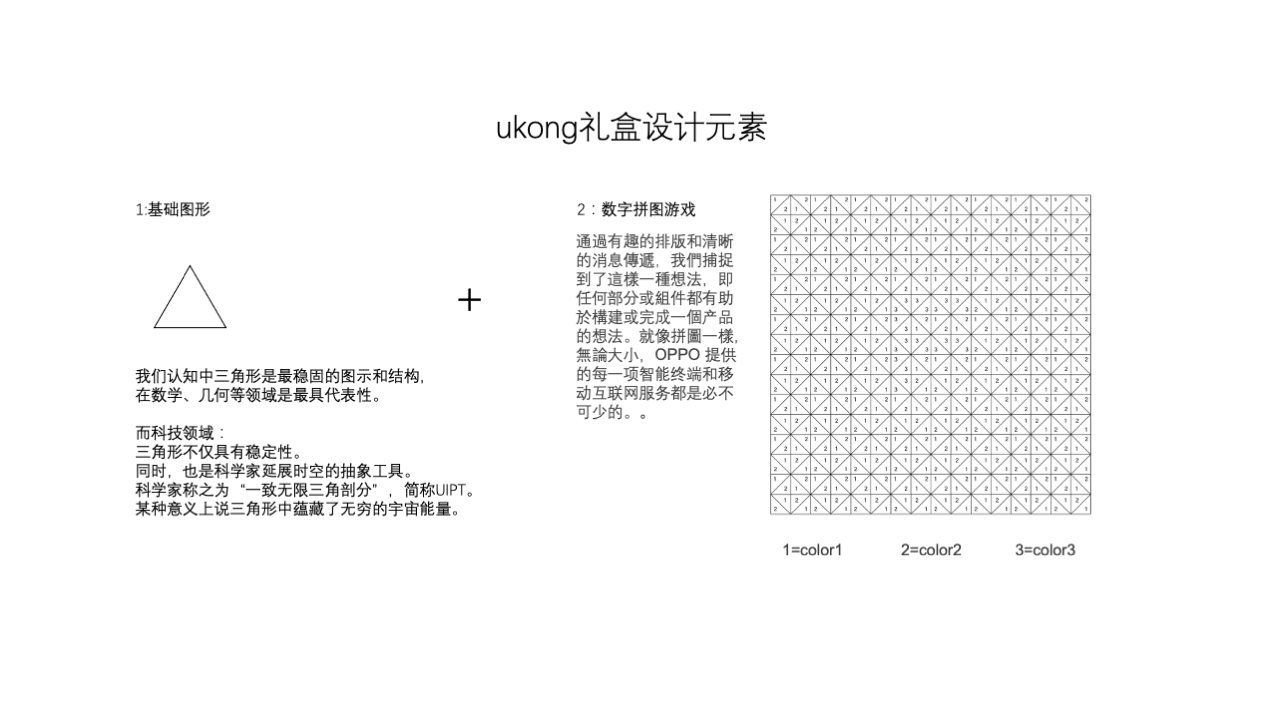 ukong礼盒设计元素
1:基础图形
+
我们认知中三角形是最稳固的图示和结构,
在数学、几何等领域是最具代表性。
而科技领域：
三角形不仅具有稳定性。
同时，也是科学家延展时空的抽象工具。
科学家称之为“一致无限三角剖分”，简称UIPT。
某种意义上说三角形中蕴藏了无穷的宇宙能量。
2：数字拼图游戏
通過有趣的排版和清晰
的消息傳遞，我們捕捉
到了這樣一種想法，即
任何部分或組件都有助
於構建或完成一個产品
的想法。就像拼圖一樣,
無論大小，OPPO 提供
的每一项智能终端和移
动互联网服务都是必不
可少的。。
1=color1 2=color2 3=color3